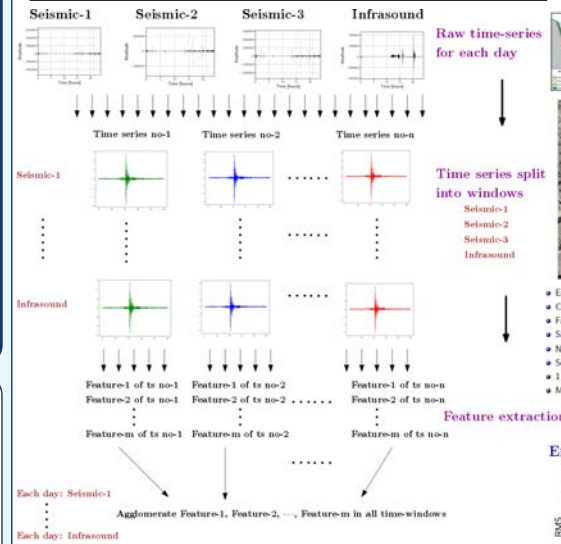 Seismic-1 Seismic-2 Seismic-3 Infrasound
Raw time-series
for each day
Time series no-1 Time series no-2 Time series no-n
Seismic-1
Time series split
into windows
Seismic-1
Seismic-2
Seismic-3
Infrasound
Infrasound
Feature-1 of ts no-1 Feature-1 of ts no-2 Feature-1 of ts no-n
Feature-2 of ts no-1 Feature-2 of ts no-2 ...... Feature-2 of ts no-n
Feature-m of ts no-1 Feature-m of ts no-2 Feature-m of ts no-n
Feature extraction
Each day: Seismic-1
Agglomerate Feature-1, Feature-2, ···, Feature-m in all time-windows
Each day: Infrasound
RMS